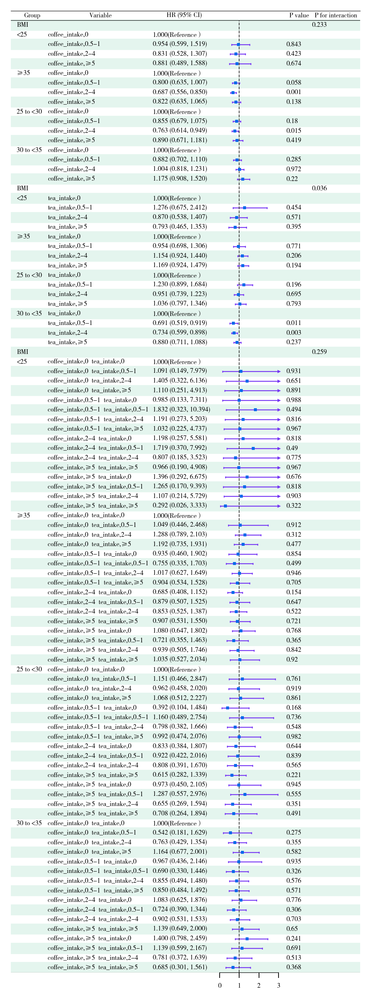 Group Variable HR (95% CI) P value P for interaction
BMI 0.233
<25 coffee_intake,0 1.000(Reference )
coffee_intake,0.5−1 0.954 (0.599, 1.519) 0.843
coffee_intake,2−4 0.831 (0.528, 1.307) 0.423
coffee_intake,≥5 0.881 (0.489, 1.588) 0.674
≥35 coffee_intake,0 1.000(Reference )
coffee_intake,0.5−1 0.800 (0.635, 1.007) 0.058
coffee_intake,2−4 0.687 (0.556, 0.850) 0.001
coffee_intake,≥5 0.822 (0.635, 1.065) 0.138
25 to <30 coffee_intake,0 1.000(Reference )
coffee_intake,0.5−1 0.855 (0.679, 1.075) 0.18
coffee_intake,2−4 0.763 (0.614, 0.949) 0.015
coffee_intake,≥5 0.890 (0.671, 1.181) 0.419
30 to <35 coffee_intake,0 1.000(Reference )
coffee_intake,0.5−1 0.882 (0.702, 1.110) 0.285
coffee_intake,2−4 1.004 (0.818, 1.231) 0.972
coffee_intake,≥5 1.175 (0.908, 1.520) 0.22
BMI 0.036
<25 tea_intake,0 1.000(Reference )
tea_intake,0.5−1 1.276 (0.675, 2.412) 0.454
tea_intake,2−4 0.870 (0.538, 1.407) 0.571
tea_intake,≥5 0.793 (0.465, 1.353) 0.395
≥35 tea_intake,0 1.000(Reference )
tea_intake,0.5−1 0.954 (0.698, 1.306) 0.771
tea_intake,2−4 1.154 (0.924, 1.440) 0.206
tea_intake,≥5 1.169 (0.924, 1.479) 0.194
25 to <30 tea_intake,0 1.000(Reference )
tea_intake,0.5−1 1.230 (0.899, 1.684) 0.196
tea_intake,2−4 0.951 (0.739, 1.223) 0.695
tea_intake,≥5 1.036 (0.797, 1.346) 0.793
30 to <35 tea_intake,0 1.000(Reference )
tea_intake,0.5−1 0.691 (0.519, 0.919) 0.011
tea_intake,2−4 0.734 (0.599, 0.898) 0.003
tea_intake,≥5 0.880 (0.711, 1.088) 0.237
BMI 0.259
<25 coffee_intake,0 tea_intake,0 1.000(Reference )
coffee_intake,0 tea_intake,0.5−1 1.091 (0.149, 7.979) 0.931
coffee_intake,0 tea_intake,2−4 1.405 (0.322, 6.136) 0.651
coffee_intake,0 tea_intake,≥5 1.110 (0.251, 4.913) 0.891
coffee_intake,0.5−1 tea_intake,0 0.985 (0.133, 7.311) 0.988
coffee_intake,0.5−1 tea_intake,0.5−1 1.832 (0.323, 10.394) 0.494
coffee_intake,0.5−1 tea_intake,2−4 1.191 (0.273, 5.203) 0.816
coffee_intake,0.5−1 tea_intake,≥5 1.032 (0.225, 4.737) 0.967
coffee_intake,2−4 tea_intake,0 1.198 (0.257, 5.581) 0.818
coffee_intake,2−4 tea_intake,0.5−1 1.719 (0.370, 7.992) 0.49
coffee_intake,2−4 tea_intake,2−4 0.807 (0.185, 3.523) 0.775
coffee_intake,≥5 tea_intake,≥5 0.966 (0.190, 4.908) 0.967
coffee_intake,≥5 tea_intake,0 1.396 (0.292, 6.675) 0.676
coffee_intake,≥5 tea_intake,0.5−1 1.265 (0.170, 9.393) 0.818
coffee_intake,≥5 tea_intake,2−4 1.107 (0.214, 5.729) 0.903
coffee_intake,≥5 tea_intake,≥5 0.292 (0.026, 3.333) 0.322
≥35 coffee_intake,0 tea_intake,0 1.000(Reference )
coffee_intake,0 tea_intake,0.5−1 1.049 (0.446, 2.468) 0.912
coffee_intake,0 tea_intake,2−4 1.288 (0.789, 2.103) 0.312
coffee_intake,0 tea_intake,≥5 1.192 (0.735, 1.931) 0.477
coffee_intake,0.5−1 tea_intake,0 0.935 (0.460, 1.902) 0.854
coffee_intake,0.5−1 tea_intake,0.5−1 0.755 (0.335, 1.703) 0.499
coffee_intake,0.5−1 tea_intake,2−4 1.017 (0.627, 1.649) 0.946
coffee_intake,0.5−1 tea_intake,≥5 0.904 (0.534, 1.528) 0.705
coffee_intake,2−4 tea_intake,0 0.685 (0.408, 1.152) 0.154
coffee_intake,2−4 tea_intake,0.5−1 0.879 (0.507, 1.525) 0.647
coffee_intake,2−4 tea_intake,2−4 0.853 (0.525, 1.387) 0.522
coffee_intake,≥5 tea_intake,≥5 0.907 (0.531, 1.550) 0.721
coffee_intake,≥5 tea_intake,0 1.080 (0.647, 1.802) 0.768
coffee_intake,≥5 tea_intake,0.5−1 0.721 (0.355, 1.463) 0.365
coffee_intake,≥5 tea_intake,2−4 0.939 (0.505, 1.746) 0.842
coffee_intake,≥5 tea_intake,≥5 1.035 (0.527, 2.034) 0.92
25 to <30 coffee_intake,0 tea_intake,0 1.000(Reference )
coffee_intake,0 tea_intake,0.5−1 1.151 (0.466, 2.847) 0.761
coffee_intake,0 tea_intake,2−4 0.962 (0.458, 2.020) 0.919
coffee_intake,0 tea_intake,≥5 1.068 (0.512, 2.227) 0.861
coffee_intake,0.5−1 tea_intake,0 0.392 (0.104, 1.484) 0.168
coffee_intake,0.5−1 tea_intake,0.5−1 1.160 (0.489, 2.754) 0.736
coffee_intake,0.5−1 tea_intake,2−4 0.798 (0.382, 1.666) 0.548
coffee_intake,0.5−1 tea_intake,≥5 0.992 (0.474, 2.076) 0.982
coffee_intake,2−4 tea_intake,0 0.833 (0.384, 1.807) 0.644
coffee_intake,2−4 tea_intake,0.5−1 0.922 (0.422, 2.016) 0.839
coffee_intake,2−4 tea_intake,2−4 0.808 (0.391, 1.670) 0.565
coffee_intake,≥5 tea_intake,≥5 0.615 (0.282, 1.339) 0.221
coffee_intake,≥5 tea_intake,0 0.973 (0.450, 2.105) 0.945
coffee_intake,≥5 tea_intake,0.5−1 1.287 (0.557, 2.976) 0.555
coffee_intake,≥5 tea_intake,2−4 0.655 (0.269, 1.594) 0.351
coffee_intake,≥5 tea_intake,≥5 0.708 (0.264, 1.894) 0.491
30 to <35 coffee_intake,0 tea_intake,0 1.000(Reference )
coffee_intake,0 tea_intake,0.5−1 0.542 (0.181, 1.629) 0.275
coffee_intake,0 tea_intake,2−4 0.763 (0.429, 1.354) 0.355
coffee_intake,0 tea_intake,≥5 1.164 (0.677, 2.001) 0.582
coffee_intake,0.5−1 tea_intake,0 0.967 (0.436, 2.146) 0.935
coffee_intake,0.5−1 tea_intake,0.5−1 0.690 (0.330, 1.446) 0.326
coffee_intake,0.5−1 tea_intake,2−4 0.855 (0.494, 1.480) 0.576
coffee_intake,0.5−1 tea_intake,≥5 0.850 (0.484, 1.492) 0.571
coffee_intake,2−4 tea_intake,0 1.083 (0.625, 1.876) 0.776
coffee_intake,2−4 tea_intake,0.5−1 0.724 (0.390, 1.344) 0.306
coffee_intake,2−4 tea_intake,2−4 0.902 (0.531, 1.533) 0.703
coffee_intake,≥5 tea_intake,≥5 1.139 (0.649, 2.000) 0.65
coffee_intake,≥5 tea_intake,0 1.400 (0.798, 2.459) 0.241
coffee_intake,≥5 tea_intake,0.5−1 1.139 (0.599, 2.167) 0.691
coffee_intake,≥5 tea_intake,2−4 0.781 (0.372, 1.639) 0.513
coffee_intake,≥5 tea_intake,≥5 0.685 (0.301, 1.561) 0.368
0 1 2 3